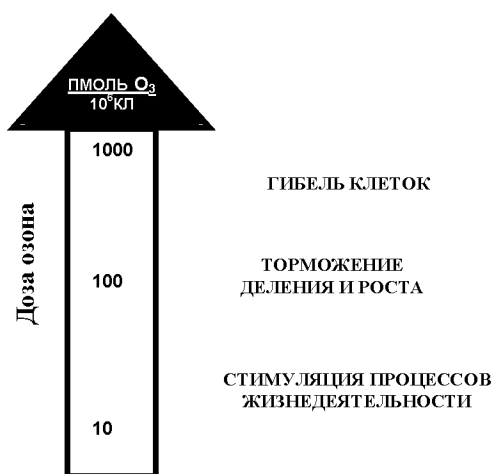 ПМОЛЬ О₃
10⁶КЛ
1000
ГИБЕЛЬ КЛЕТОК
Доза озона
100
ТОРМОЖЕНИЕ
ДЕЛЕНИЯ И РОСТА
СТИМУЛЯЦИЯ ПРОЦЕССОВ
ЖИЗНЕДЕЯТЕЛЬНОСТИ
10